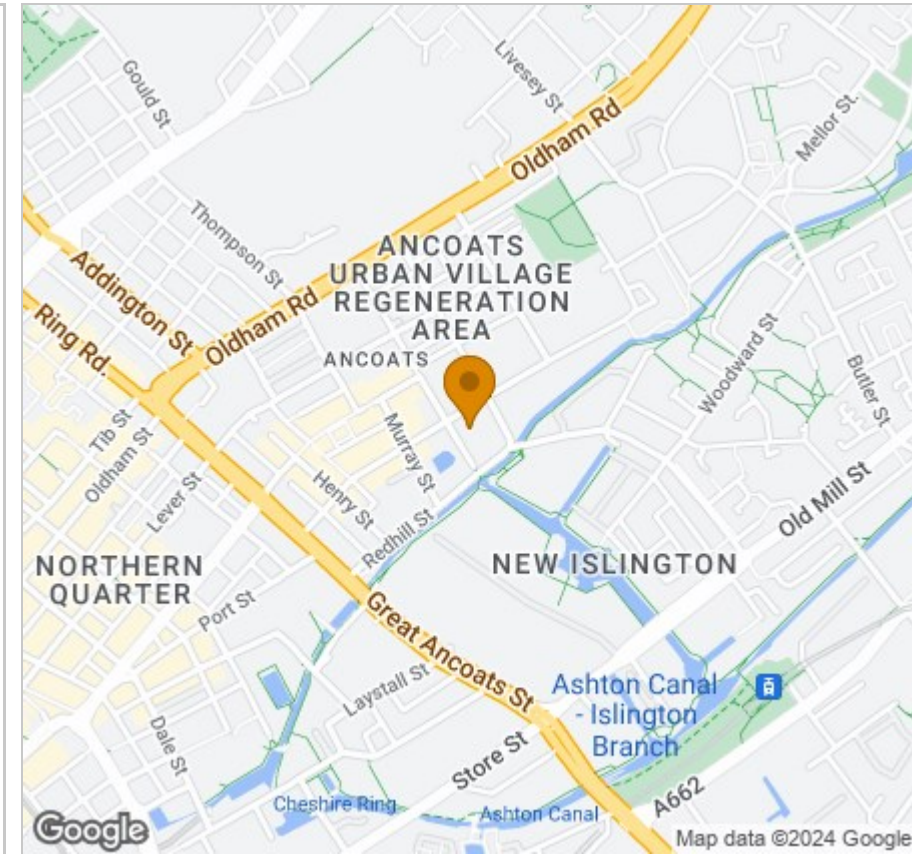 Gould St
Livesey St
Oldham Rd
Mellor St
Thompson St
ANCOATS
URBAN VILLAGE
REGENERATION
AREA
Addington St
Oldham Rd
Ring Rd.
ANCOATS
Woodward St
Butler St
Tib St
Oldham St
Murray St
Lever St
Henry St
Old Mill St
Redhill St
NORTHERN
QUARTER
NEW ISLINGTON
Port St
Great Ancoats St
Laystall St
Ashton Canal
- Islington
Branch
Dale St
Store St
Cheshire Ring
Ashton Canal
A662
Google
Map data ©2024 Google